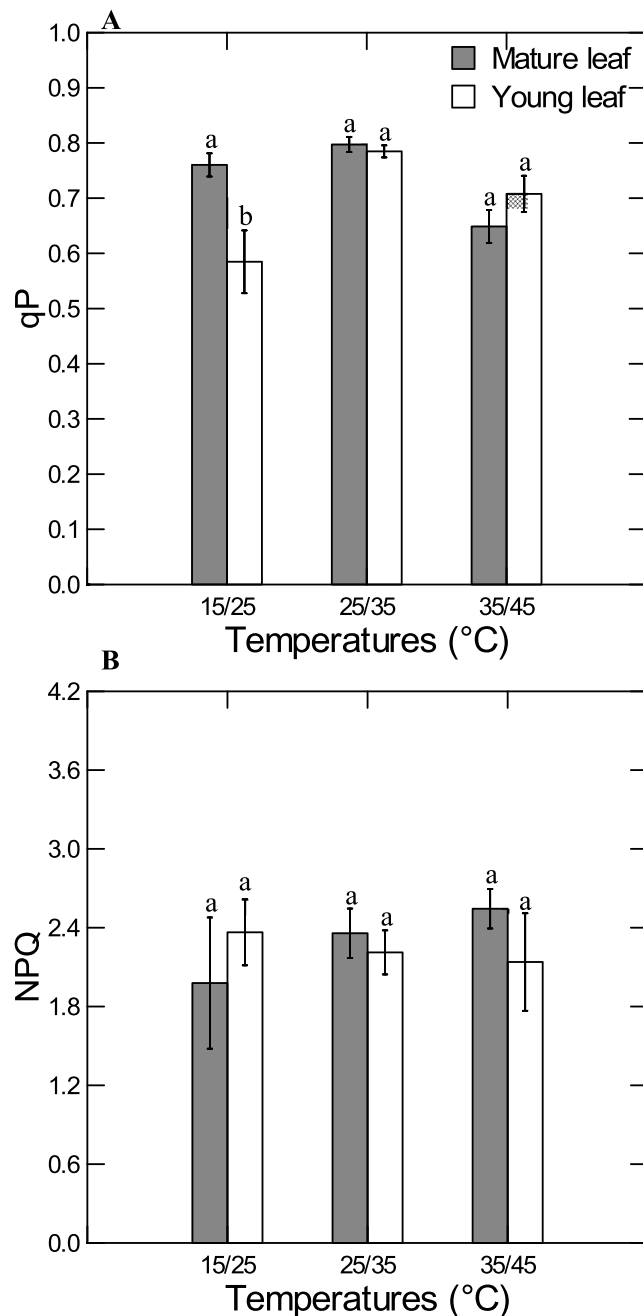 A
1.0
Mature leaf
0.9
Young leaf
a a
0.8
a
a
0.7
a
b
0.6
qP
0.5
0.4
0.3
0.2
0.1
0.0
15/25 25/35 35/45
Temperatures (°C)
B
4.2
3.6
3.0
a a a a a a
2.4
NPQ
1.8
1.2
0.6
0.0
15/25 25/35 35/45
Temperatures (°C)